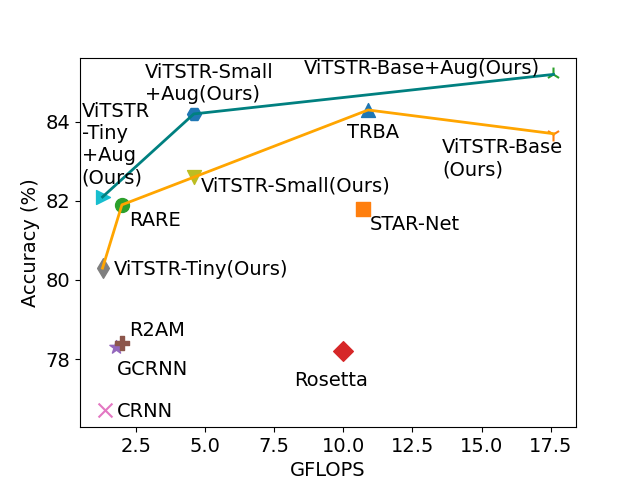 ViTSTR-Base+Aug(Ours)
ViTSTR-Small
+Aug(Ours)
ViTSTR
-Tiny
+Aug
(Ours)
TRBA
ViTSTR-Base
(Ours)
ViTSTR-Small(Ours)
RARE
STAR-Net
ViTSTR-Tiny(Ours)
R2AM
GCRNN
Rosetta
CRNN
84
82
80
78
Accuracy (%)
2.5 5.0 7.5 10.0 12.5 15.0 17.5
GFLOPS